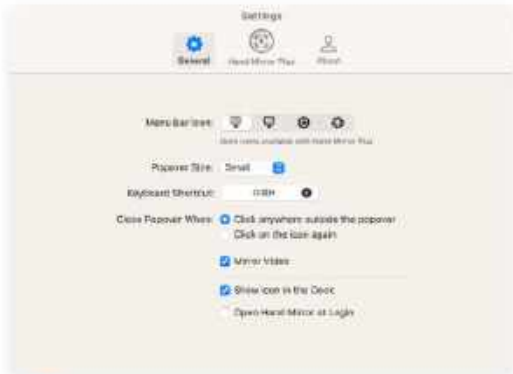 Settings
General
Hand Mirror Plus
About
Menu Bar Icon:
More icons available with Hand Mirror Plus
Popover Size: Small
Keyboard Shortcut:
Close Popover When: Click anywhere outside the popover
Click on the icon again
Mirror Video
Show icon in the Dock
Open Hand Mirror at Login